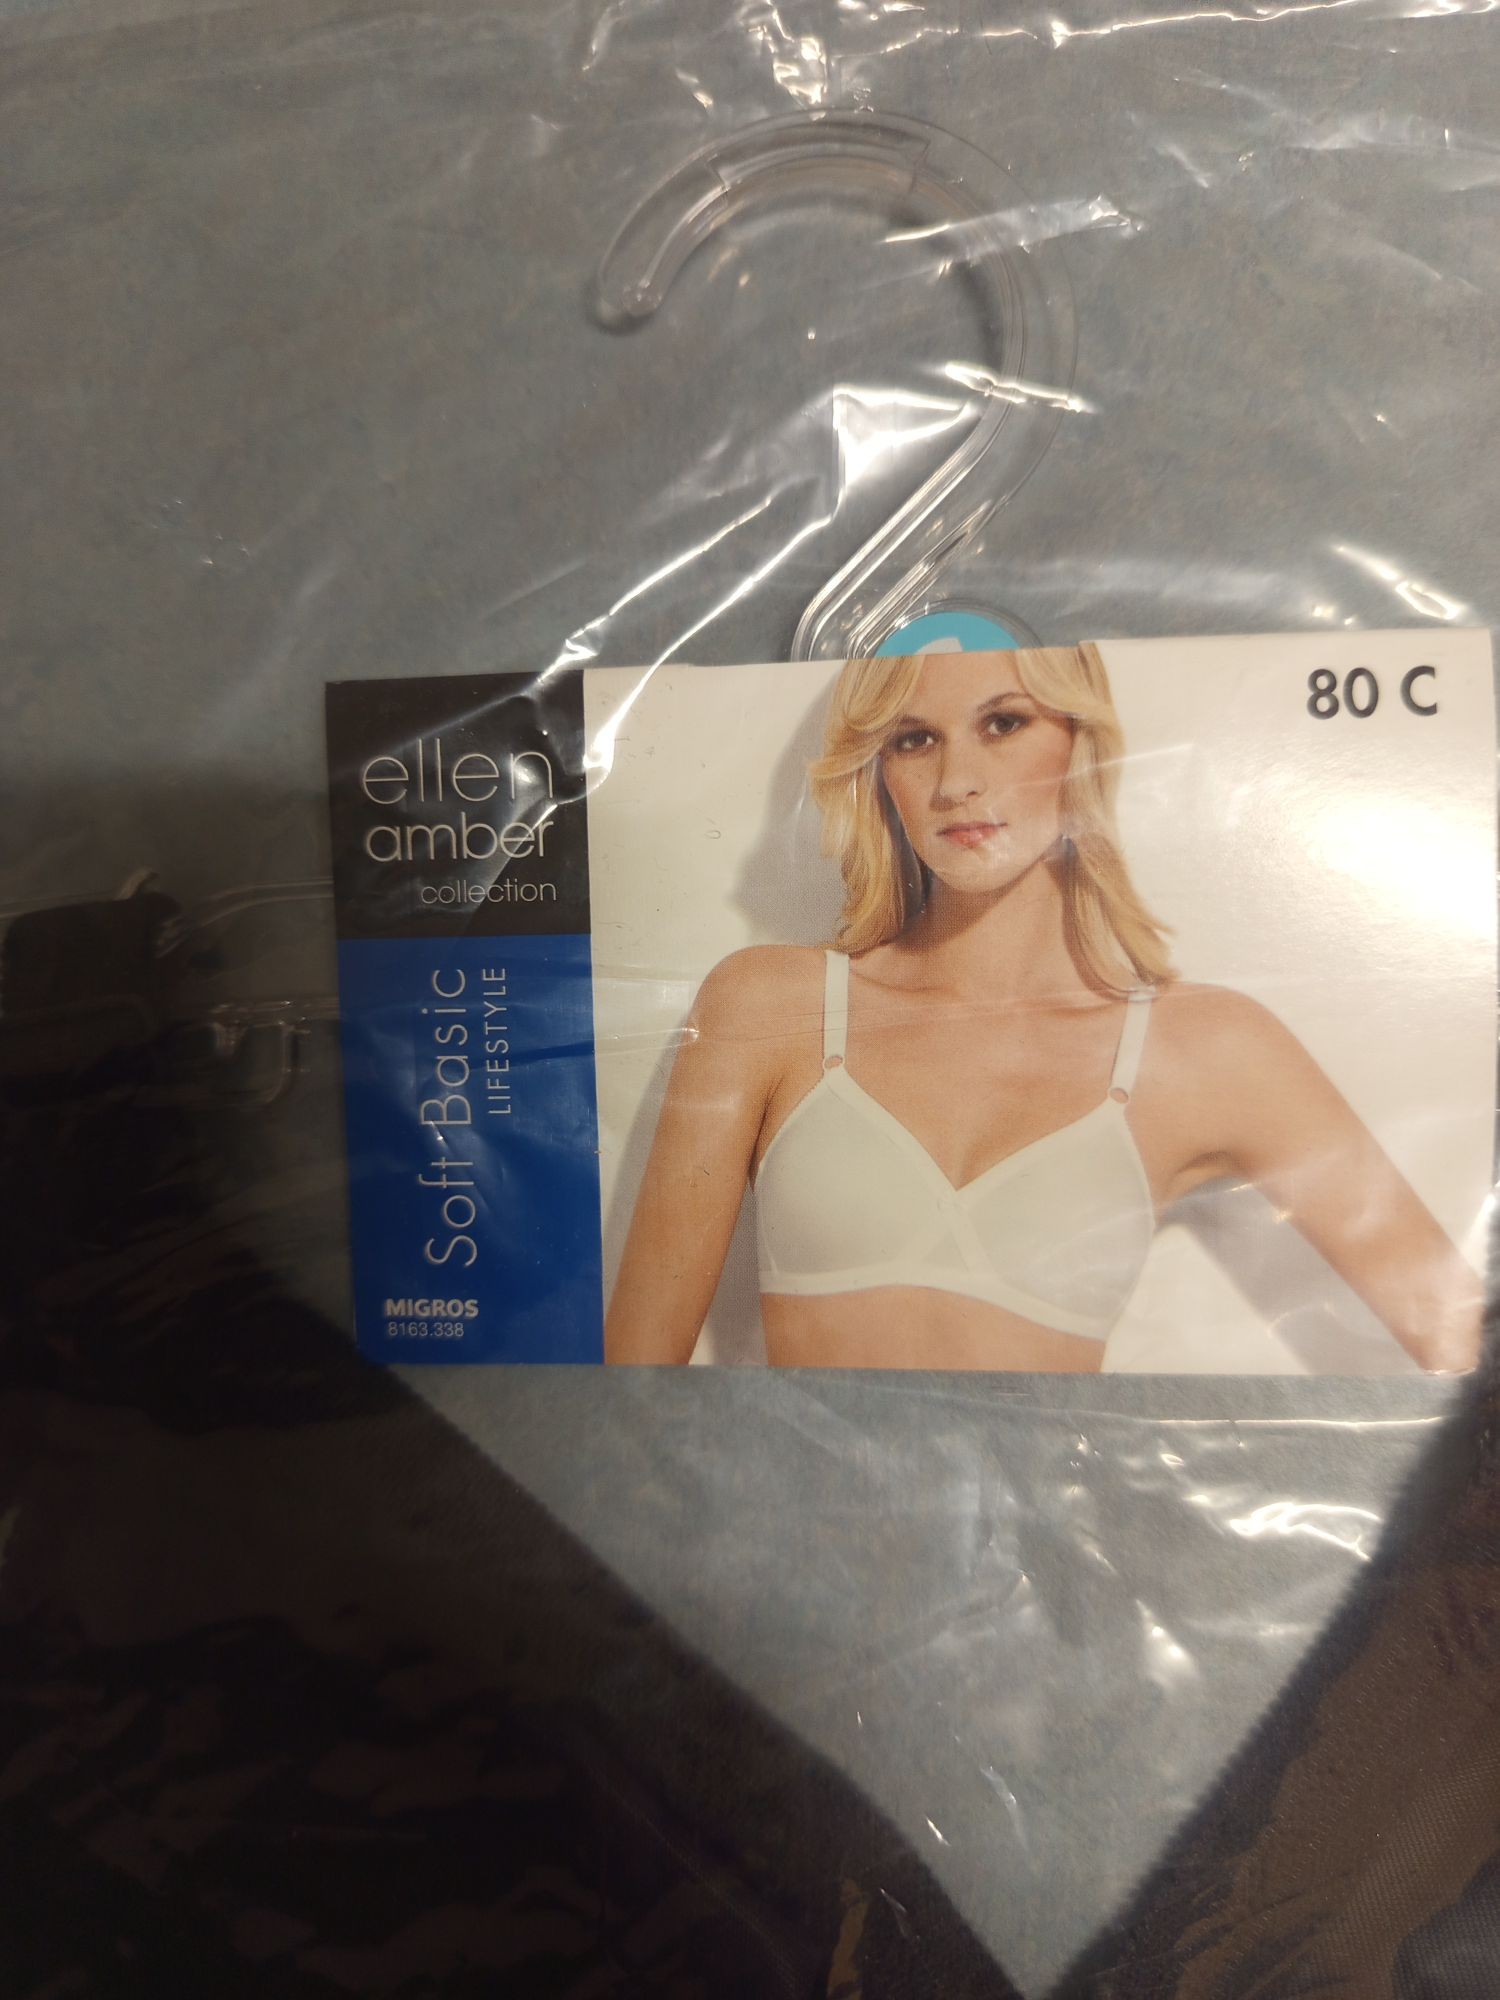 80 C
ellen
amber
collection
Soft Basic
LIFESTYLE
MIGROS
8163.338